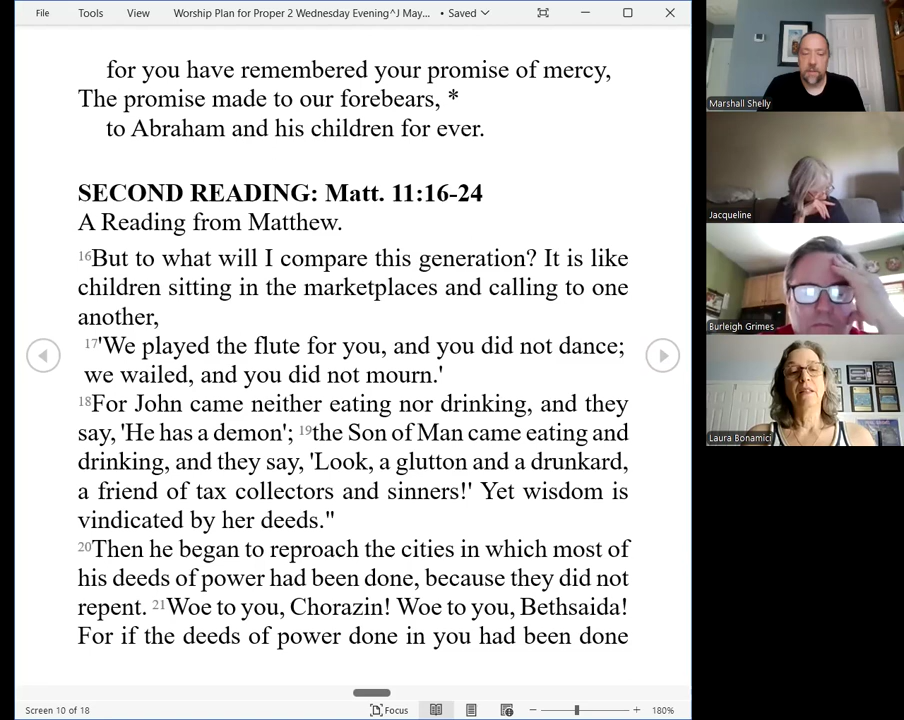 File Tools View Worship Plan for Proper 2 Wednesday Evening^J May... • Saved
for you have remembered your promise of mercy,
The promise made to our forebears, *
to Abraham and his children for ever.
SECOND READING: Matt. 11:16-24
A Reading from Matthew.
16But to what will I compare this generation? It is like
children sitting in the marketplaces and calling to one
another,
17'We played the flute for you, and you did not dance;
we wailed, and you did not mourn.'
18For John came neither eating nor drinking, and they
say, 'He has a demon'; 19the Son of Man came eating and
drinking, and they say, 'Look, a glutton and a drunkard,
a friend of tax collectors and sinners!' Yet wisdom is
vindicated by her deeds."
20Then he began to reproach the cities in which most of
his deeds of power had been done, because they did not
repent. 21Woe to you, Chorazin! Woe to you, Bethsaida!
For if the deeds of power done in you had been done
Screen 10 of 18 Focus 180%
Marshall Shelly
Jacqueline
Burleigh Grimes
Laura Bonamici